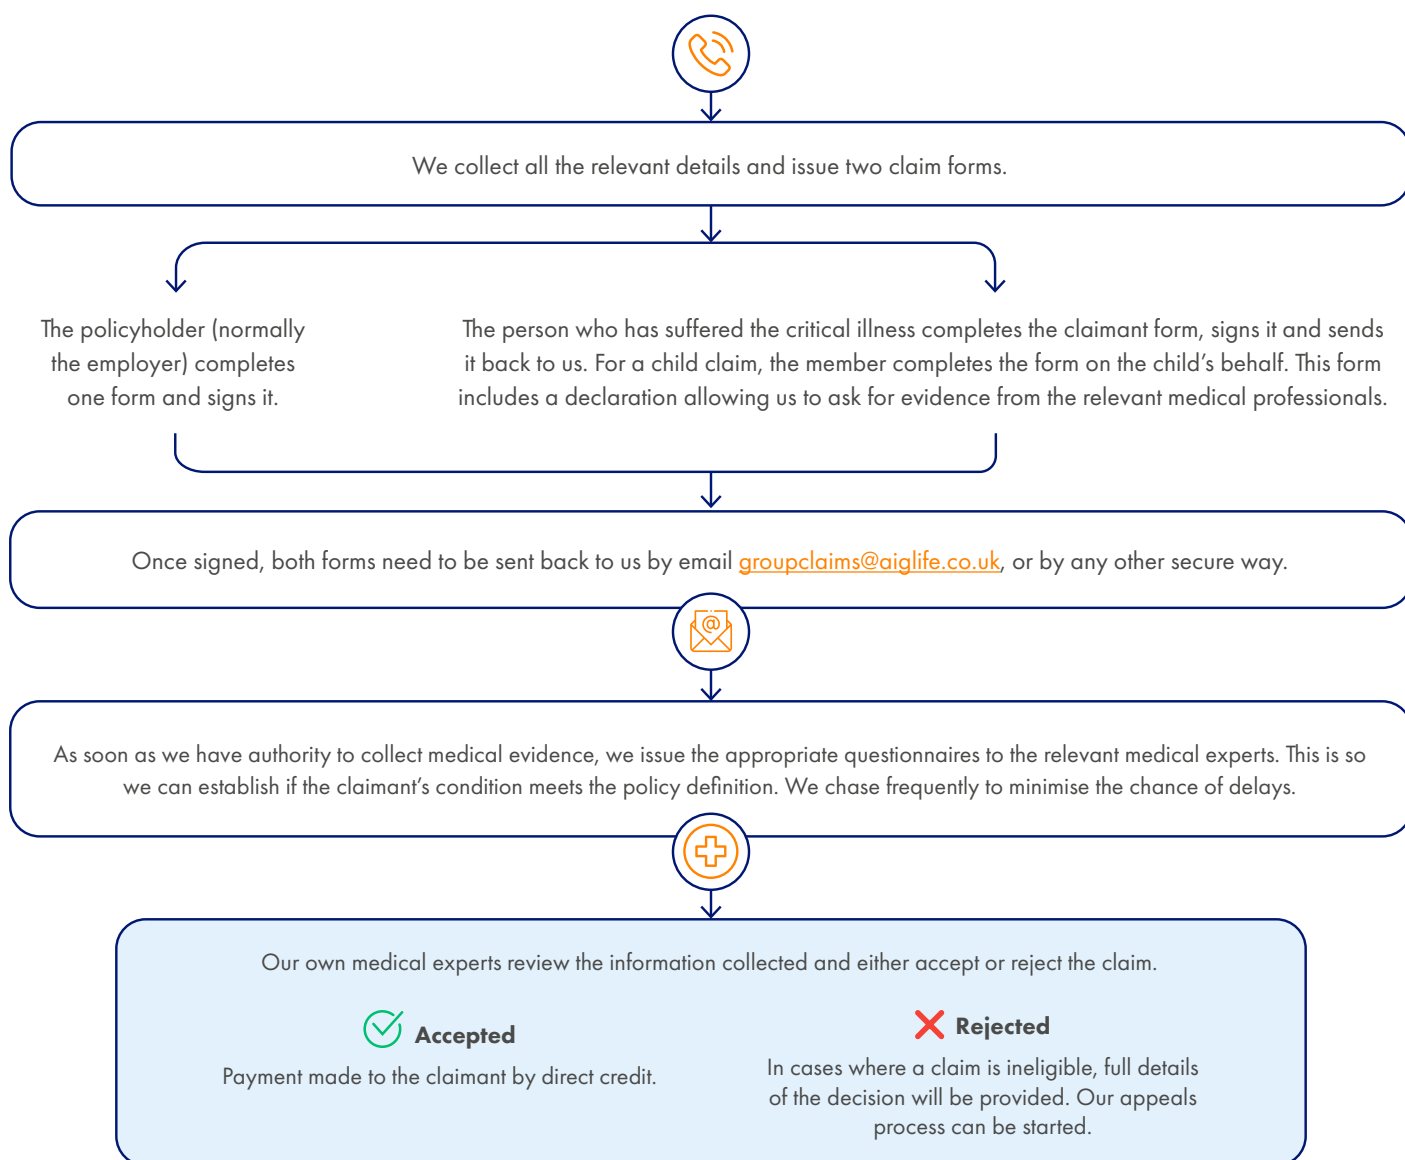 We collect all the relevant details and issue two claim forms.
The policyholder (normally
the employer) completes
one form and signs it.
The person who has suffered the critical illness completes the claimant form, signs it and sends
it back to us. For a child claim, the member completes the form on the child’s behalf. This form
includes a declaration allowing us to ask for evidence from the relevant medical professionals.
Once signed, both forms need to be sent back to us by email groupclaims@aiglife.co.uk, or by any other secure way.
@
As soon as we have authority to collect medical evidence, we issue the appropriate questionnaires to the relevant medical experts. This is so
we can establish if the claimant’s condition meets the policy definition. We chase frequently to minimise the chance of delays.
Our own medical experts review the information collected and either accept or reject the claim.
Accepted
Payment made to the claimant by direct credit.
Rejected
In cases where a claim is ineligible, full details
of the decision will be provided. Our appeals
process can be started.